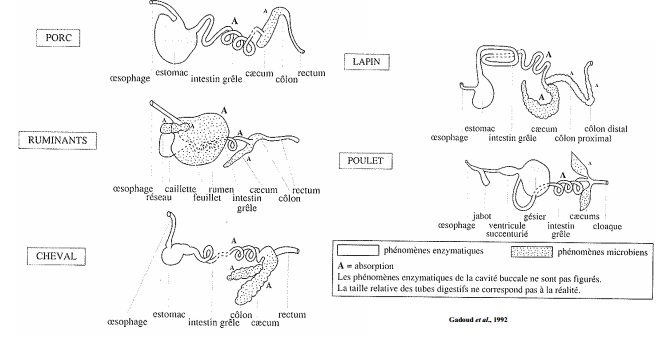 PORC
A
A
estomac
cæcum
rectum
œsophage
intestin grêle
côlon
RUMINANTS
A
A
A
A
A
œsophage
caillette
rumen
cæcum
rectum
réseau
feuillet
intestin
grêle
côlon
CHEVAL
A
A
A
estomac
côlon
rectum
œsophage
intestin grêle
cæcum
LAPIN
A
A
A
estomac
cæcum
côlon distal
œsophage
intestin grêle
côlon proximal
POULET
A
A
jabot
gésier
cæcums
œsophage
ventricule
succenturié
intestin
grêle
cloaque
phénomènes enzymatiques
phénomènes microbiens
A = absorption
Les phénomènes enzymatiques de la cavité buccale ne sont pas figurés.
La taille relative des tubes digestifs ne correspond pas à la réalité.
Gadoud et al., 1992